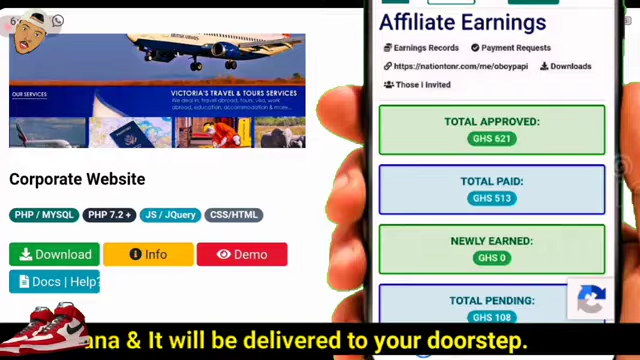 OUR SERVICES
VICTORIA'S TRAVEL & TOURS SERVICES
Corporate Website
PHP / MYSQL
PHP 7.2 +
JS / JQuery
CSS/HTML
Download
Info
Demo
Docs | Help?
Affiliate Earnings
Earnings Records
Payment Requests
https://nationtonr.com/me/oboypapi
Downloads
Those I Invited
TOTAL APPROVED:
GHS 621
TOTAL PAID:
GHS 513
NEWLY EARNED:
GHS 0
TOTAL PENDING:
GHS 108
ana & It will be delivered to your doorstep.